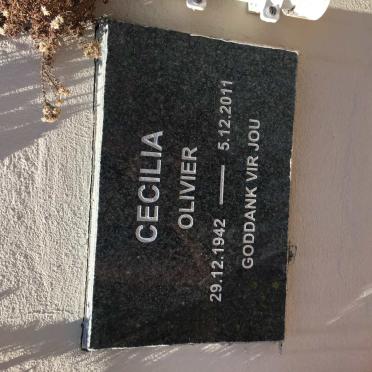 CECILIA
OLIVIER
29.12.1942 — 5.12.2011
GODDANK VIR JOU